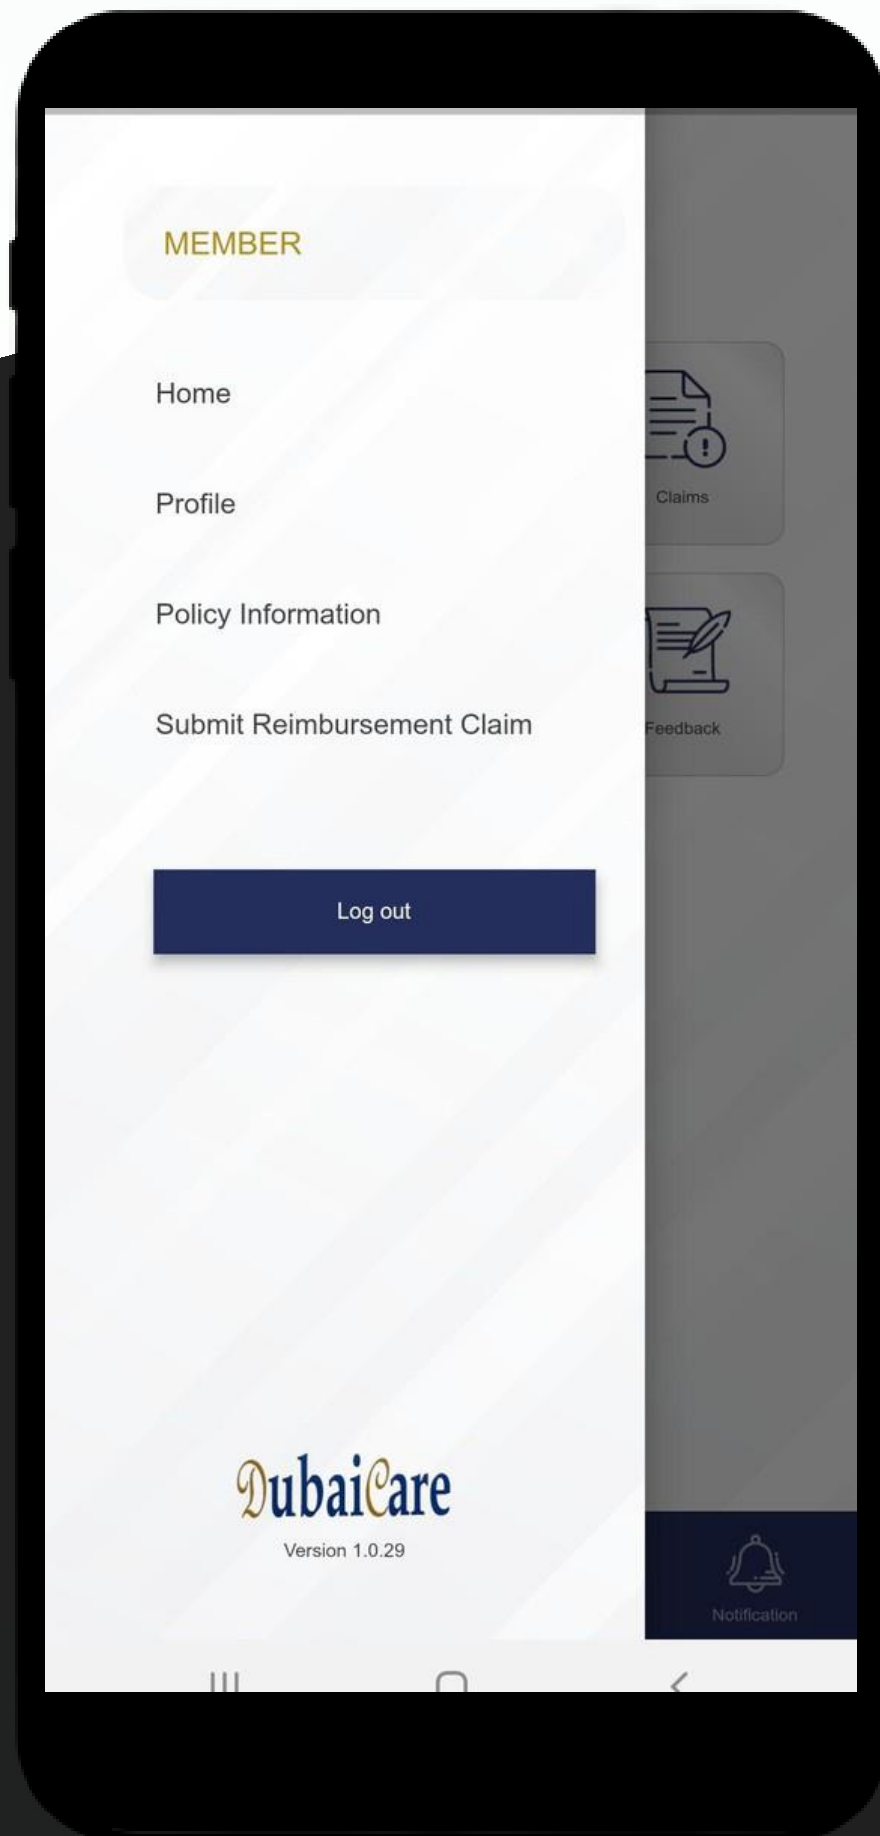 MEMBER
Home
Profile
Policy Information
Submit Reimbursement Claim
Log out
Claims
Feedback
DubaiCare
Version 1.0.29
Notification